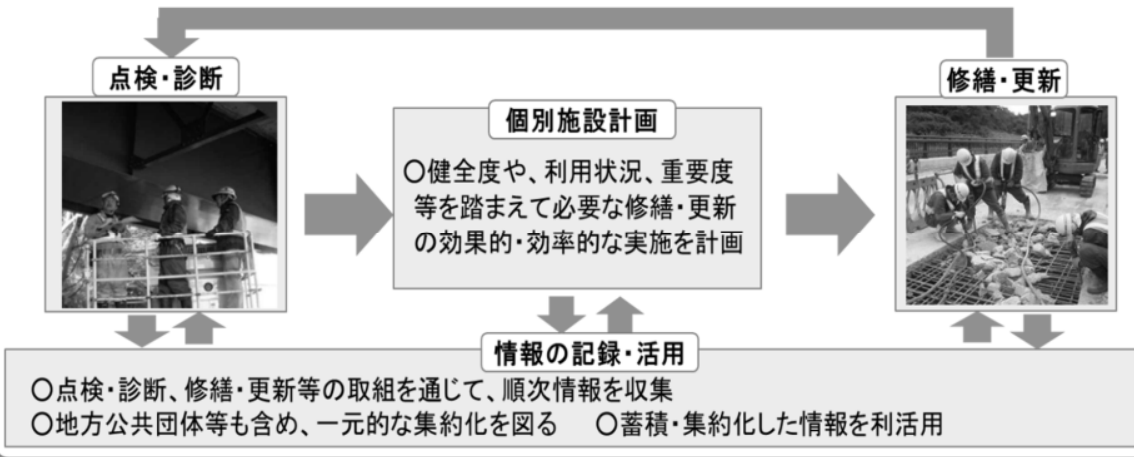 点検・診断
修繕・更新
個別施設計画
○健全度や、利用状況、重要度
等を踏まえて必要な修繕・更新
の効果的・効率的な実施を計画
情報の記録・活用
○点検・診断、修繕・更新等の取組を通じて、順次情報を収集
○地方公共団体等も含め、一元的な集約化を図る ○蓄積・集約化した情報を利活用